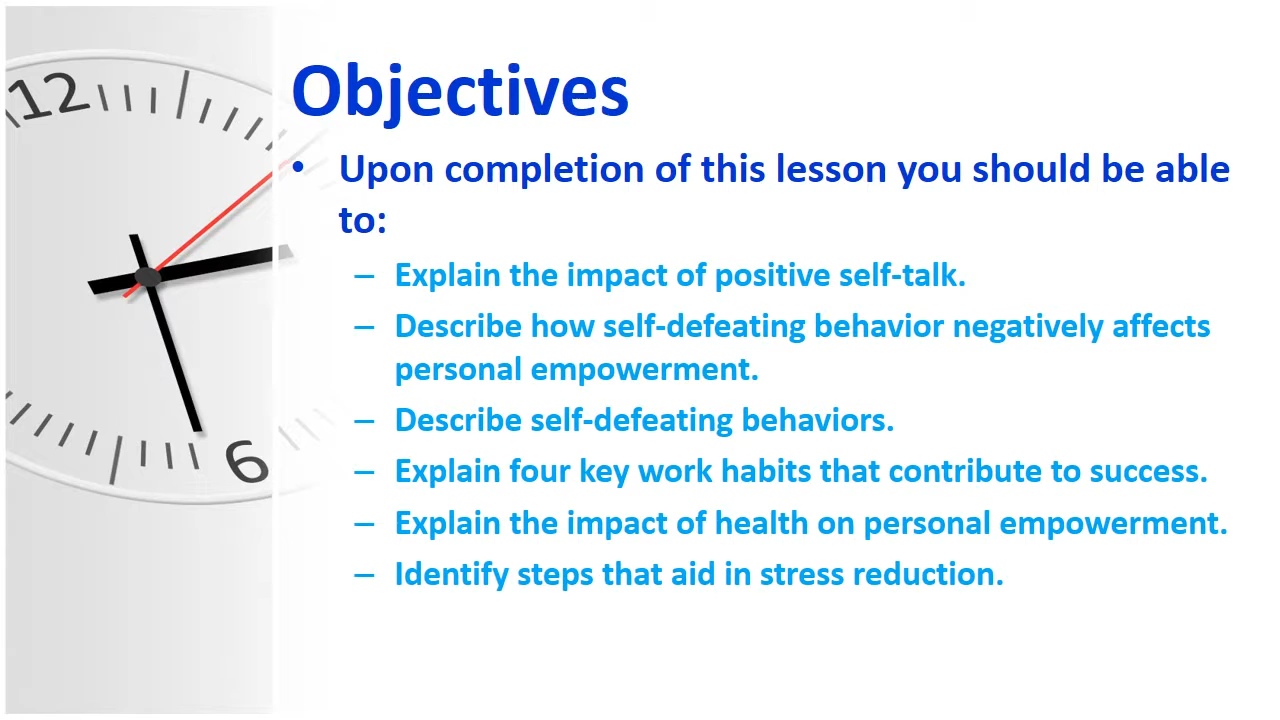 12
Objectives
• Upon completion of this lesson you should be able
to:
– Explain the impact of positive self-talk.
– Describe how self-defeating behavior negatively affects
personal empowerment.
– Describe self-defeating behaviors.
– Explain four key work habits that contribute to success.
– Explain the impact of health on personal empowerment.
– Identify steps that aid in stress reduction.
6